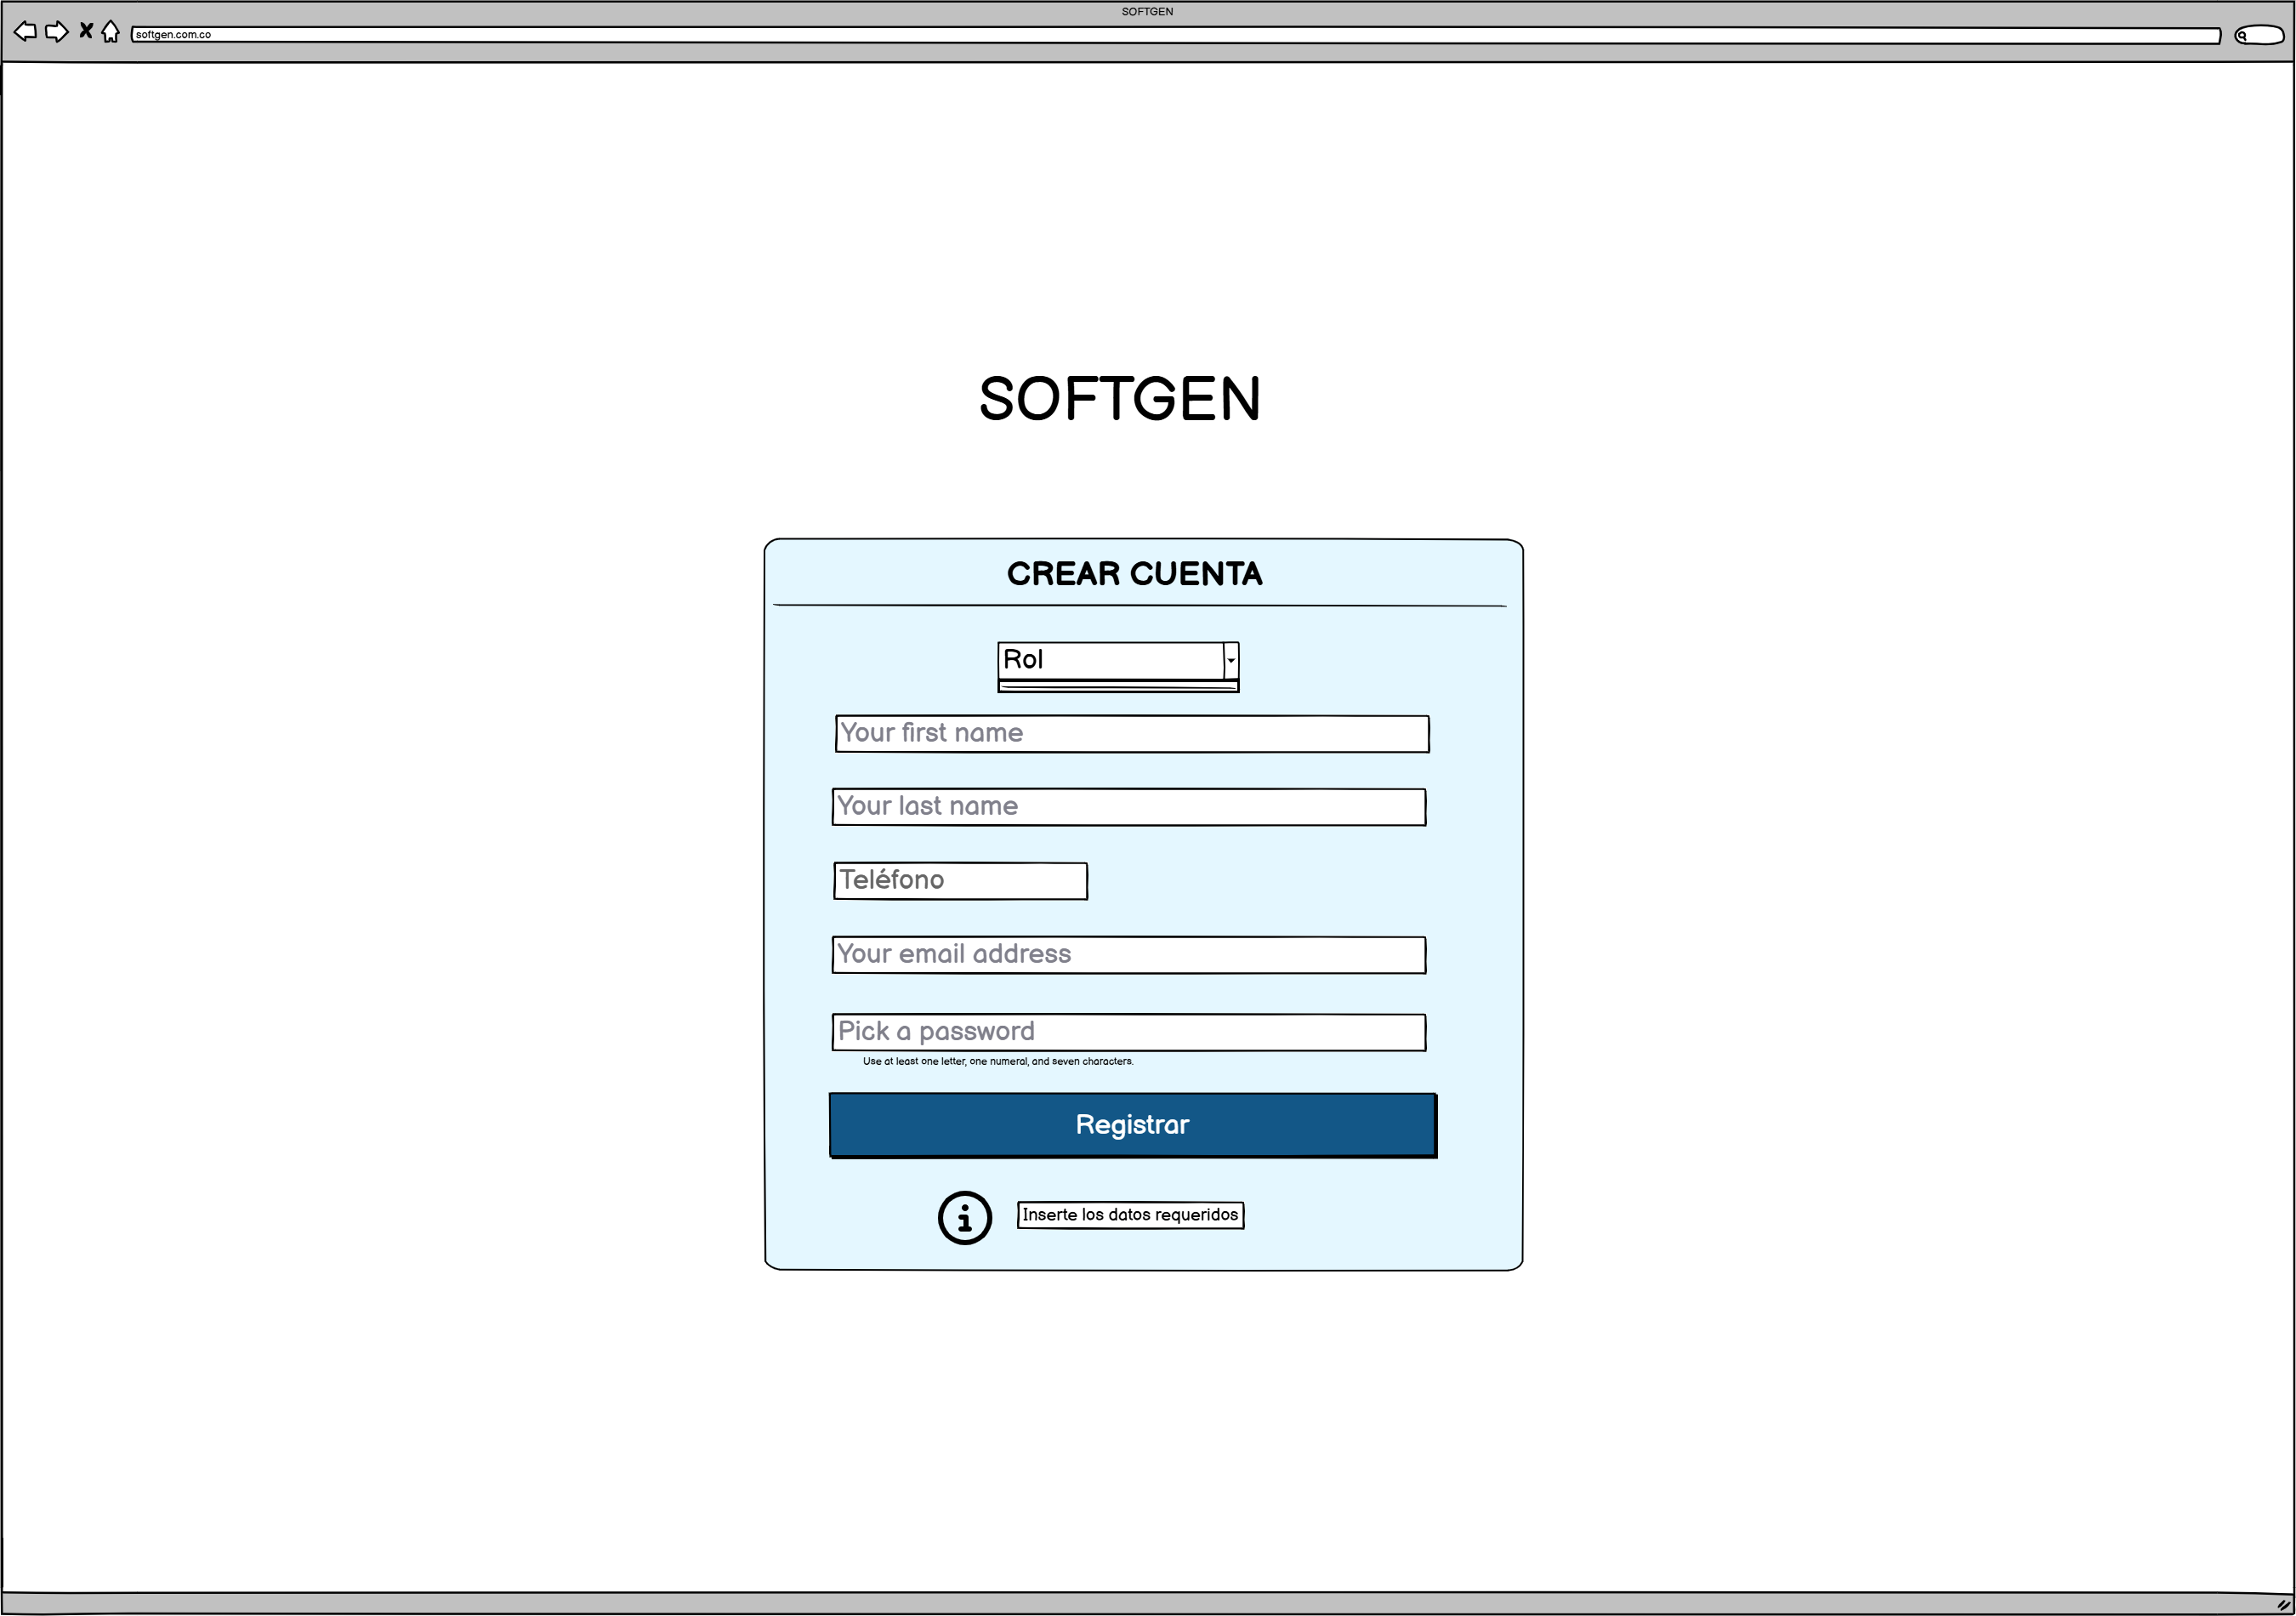 SOFTGEN
softgen.com.co
SOFTGEN
CREAR CUENTA
Rol
Your first name
Your last name
Teléfono
Your email address
Pick a password
Use at least one letter, one numeral, and seven characters.
Registrar
Inserte los datos requeridos